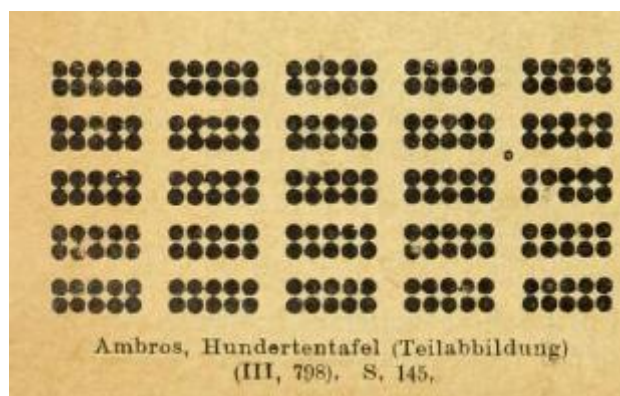 Ambros, Hundertentafel (Teilabbildung)
(III, 798). S. 145.